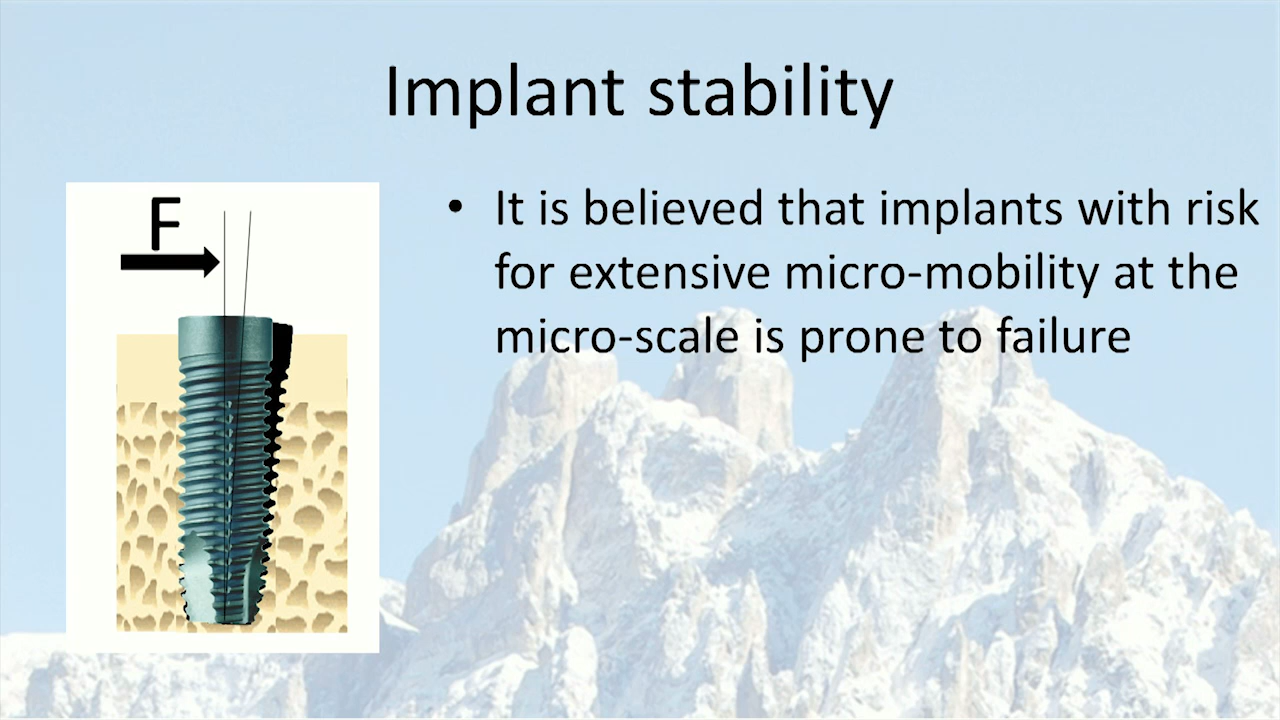 Implant stability
F
• It is believed that implants with risk
for extensive micro-mobility at the
micro-scale is prone to failure